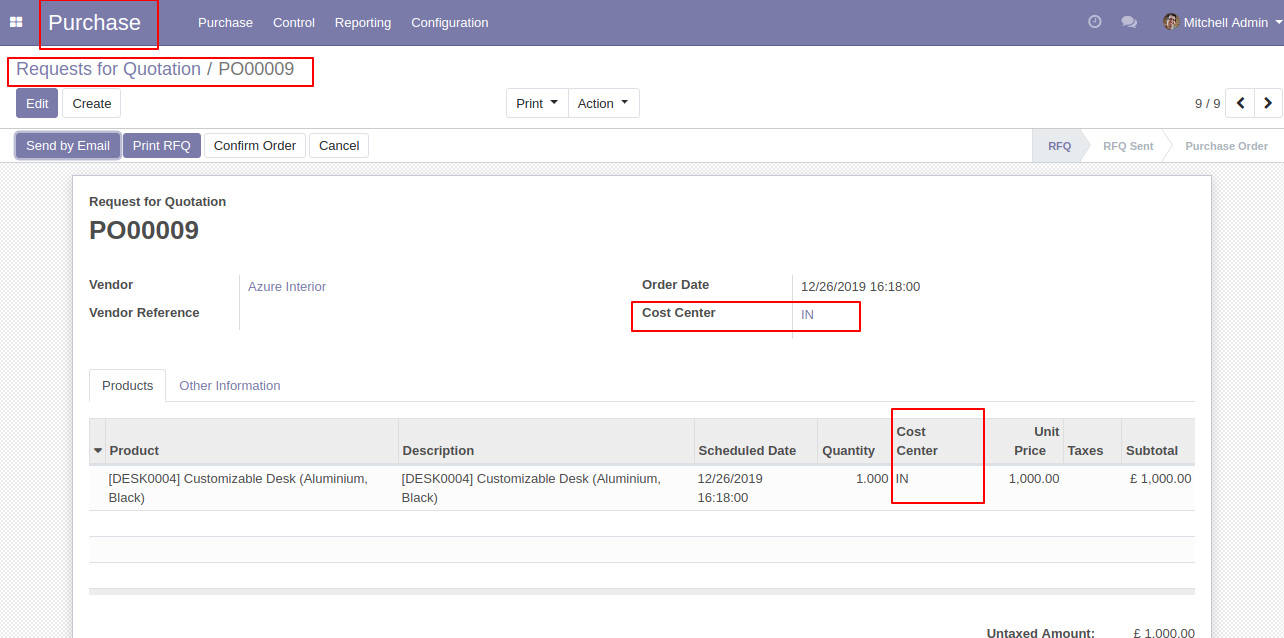 Purchase Purchase Control Reporting Configuration Mitchell Admin
Requests for Quotation / PO00009
Edit Create Print Action 9 / 9
Send by Email Print RFQ Confirm Order Cancel RFQ RFQ Sent Purchase Order
Request for Quotation
PO00009
Vendor Azure Interior Order Date 12/26/2019 16:18:00
Vendor Reference Cost Center IN
Products Other Information
Cost Unit
Product Description Scheduled Date Quantity Center Price Taxes Subtotal
[DESK0004] Customizable Desk (Aluminium, [DESK0004] Customizable Desk (Aluminium, 12/26/2019 1.000 IN 1,000.00 £ 1,000.00
Black) Black) 16:18:00
Untaxed Amount: £ 1,000.00